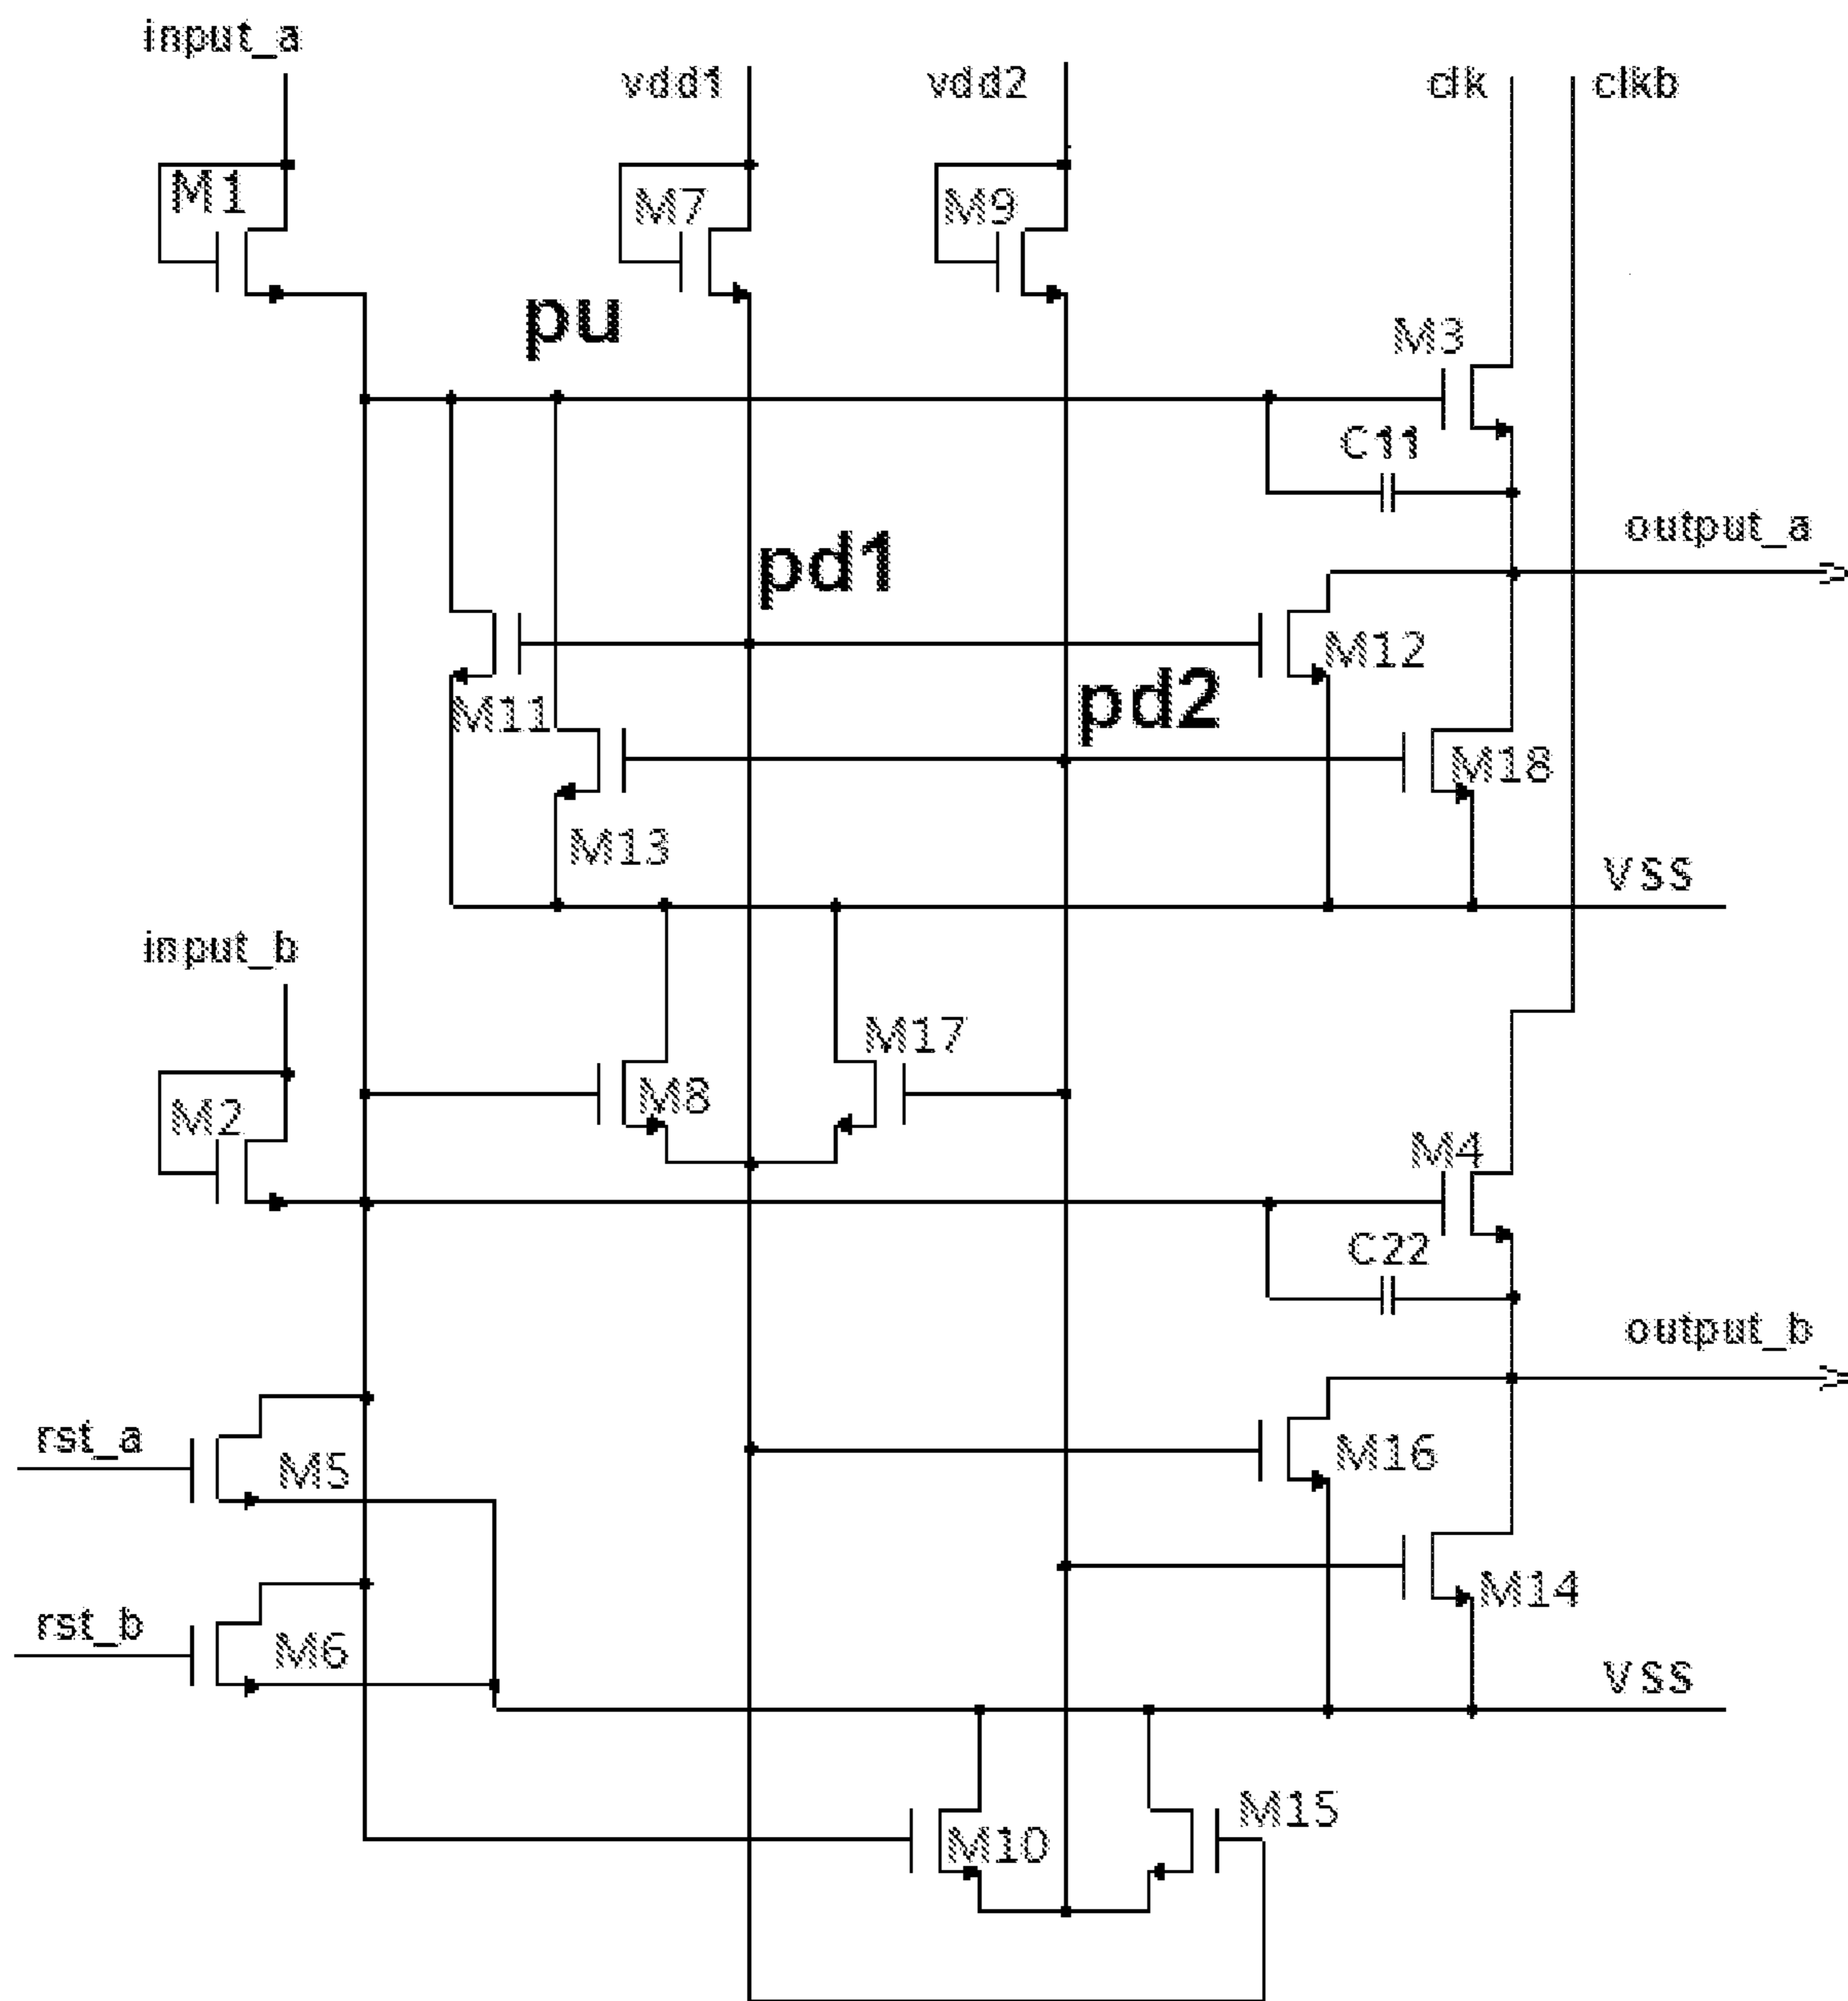 input_a
vdd1
vdd2
clk
clkb
M1
M7
M9
pu
M3
C11
output_a
pd1
M12
pd2
M11
M18
M13
VSS
input_b
M17
M8
M2
M4
C22
output_b
rst_a
M5
M16
M14
rst_b
M6
VSS
M15
M10